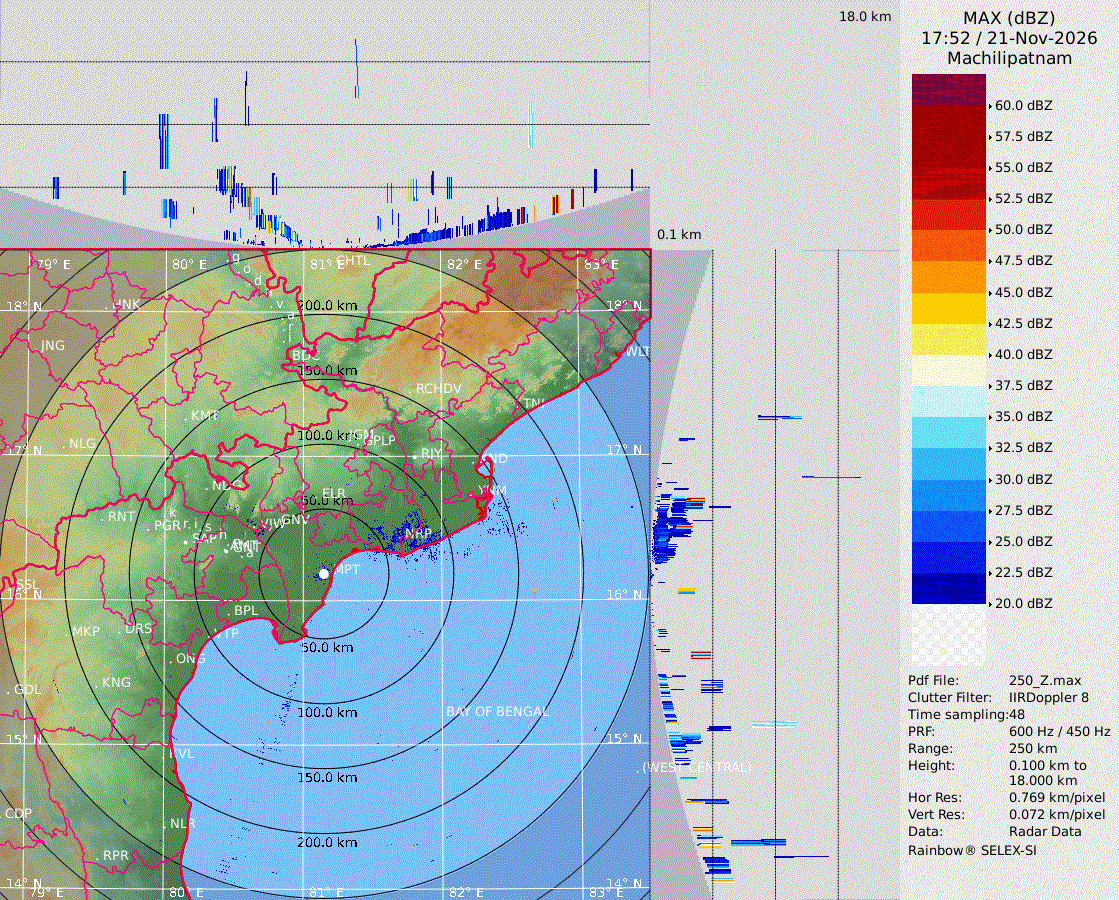 18.0 km
0.1 km
MAX (dBZ)
17:52 / 21-Nov-2026
Machilipatnam
60.0 dBZ
57.5 dBZ
55.0 dBZ
52.5 dBZ
50.0 dBZ
47.5 dBZ
45.0 dBZ
42.5 dBZ
40.0 dBZ
37.5 dBZ
35.0 dBZ
32.5 dBZ
30.0 dBZ
27.5 dBZ
25.0 dBZ
22.5 dBZ
20.0 dBZ
Pdf File: 250_Z.max
Clutter Filter: IIRDoppler 8
Time sampling:48
PRF: 600 Hz / 450 Hz
Range: 250 km
Height: 0.100 km to
18.000 km
Hor Res: 0.769 km/pixel
Vert Res: 0.072 km/pixel
Data: Radar Data
Rainbow® SELEX-SI
79° E
80° E
81° E
CHTL
82° E
83° E
18° N
200.0 km
18° N
JNG
WLT
150.0 km
RCHDV
KMT
100.0 km
GPLP
NLG
17° N
RJY
17° N
YNM
ELR
50.0 km
RNT
PGR
VJW
GNV
NRP
MPT
SSL
16° N
16° N
BPL
MKP
DRS
50.0 km
ONG
KNG
GDL
100.0 km
BAY OF BENGAL
15° N
15° N
KVL
(WEST CENTRAL)
150.0 km
CDP
NLR
200.0 km
RPR
14° N
14° N
79° E
80° E
81° E
82° E
83° E